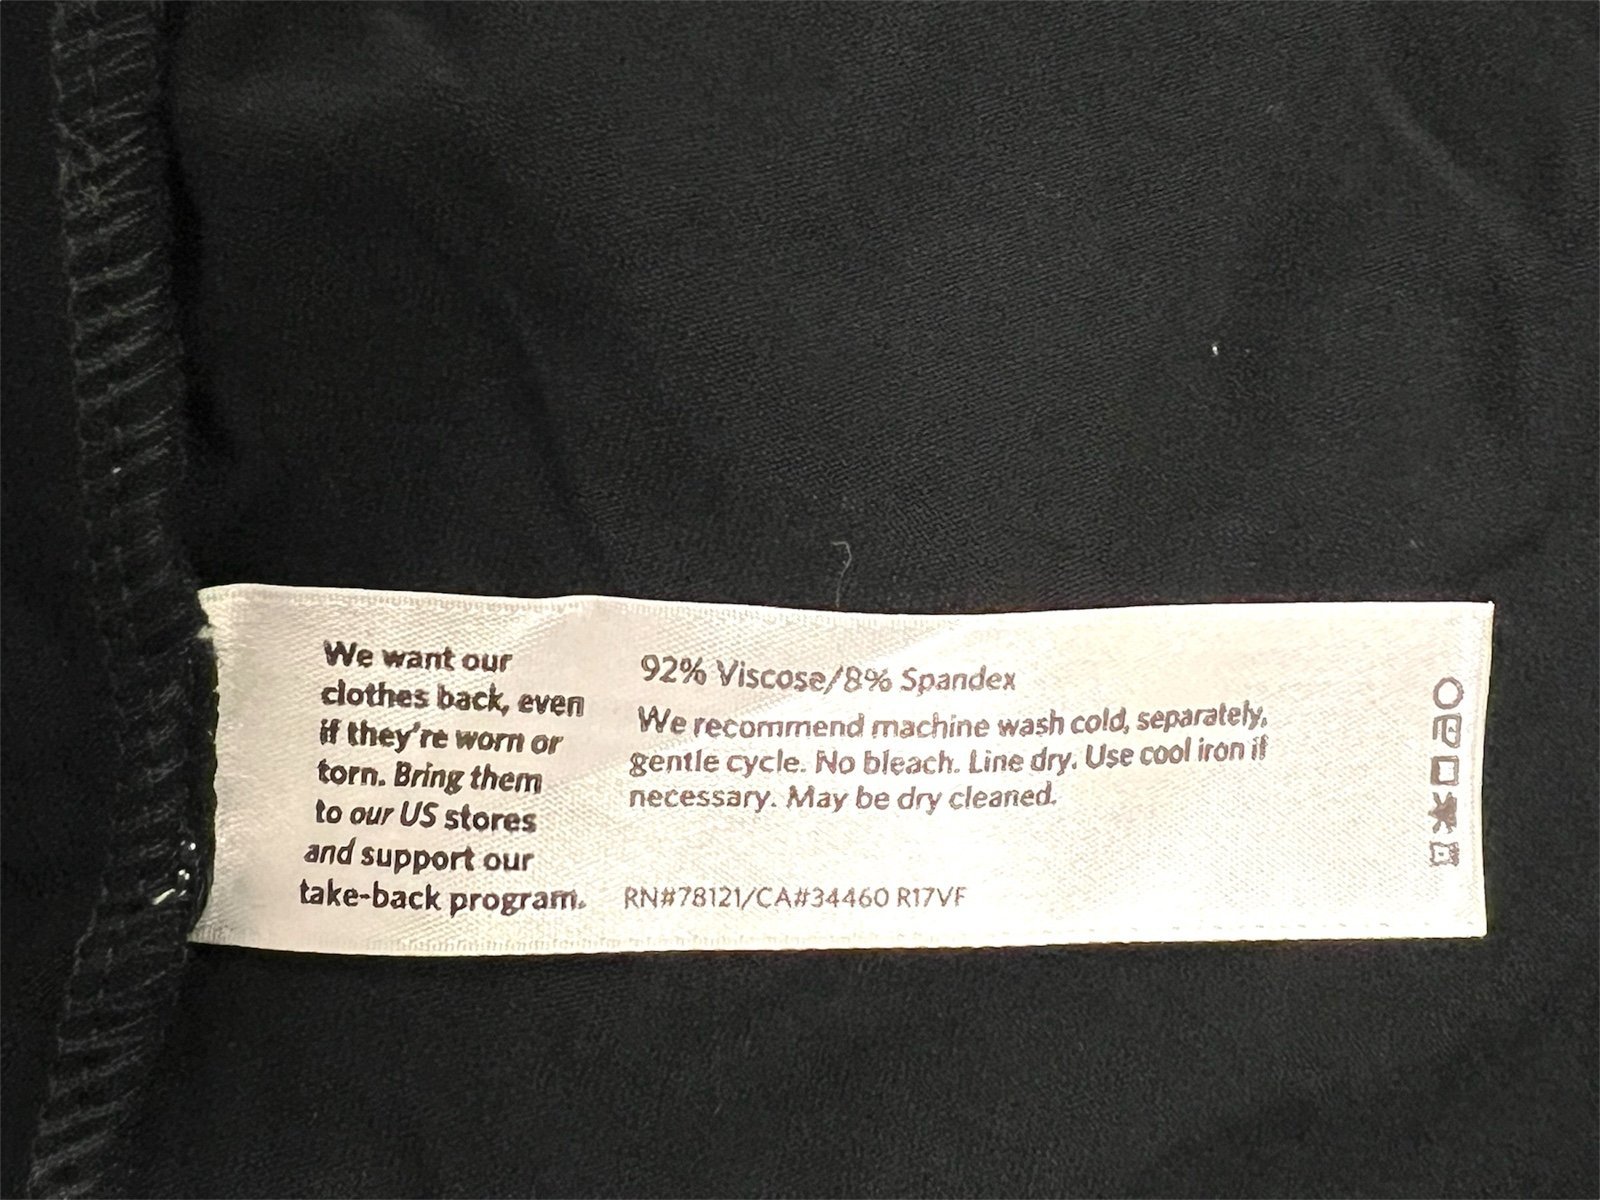 We want our
clothes back, even
if they're worn or
torn. Bring them
to our US stores
and support our
take-back program.
92% Viscose/8% Spandex
We recommend machine wash cold, separately,
gentle cycle. No bleach. Line dry. Use cool iron if
necessary. May be dry cleaned.
RN#78121/CA#34460 R17VF